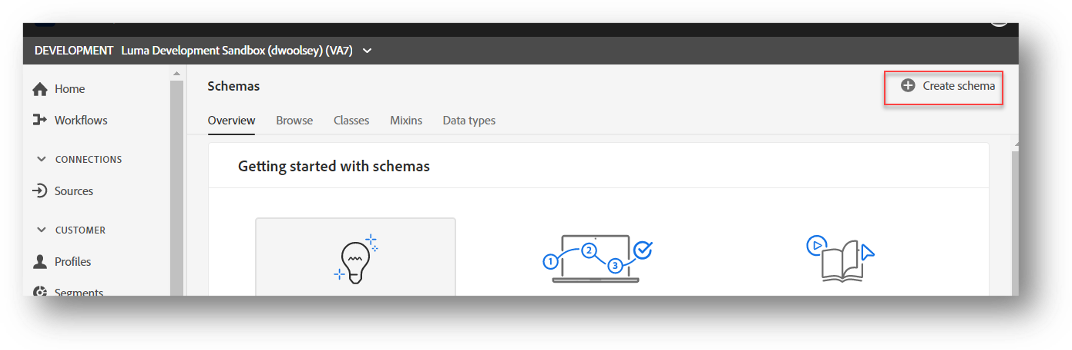 DEVELOPMENT Luma Development Sandbox (dwoolsey) (VA7)
Home
Workflows
CONNECTIONS
Sources
CUSTOMER
Profiles
Segments
Schemas
Create schema
Overview Browse Classes Mixins Data types
Getting started with schemas
1 2 3